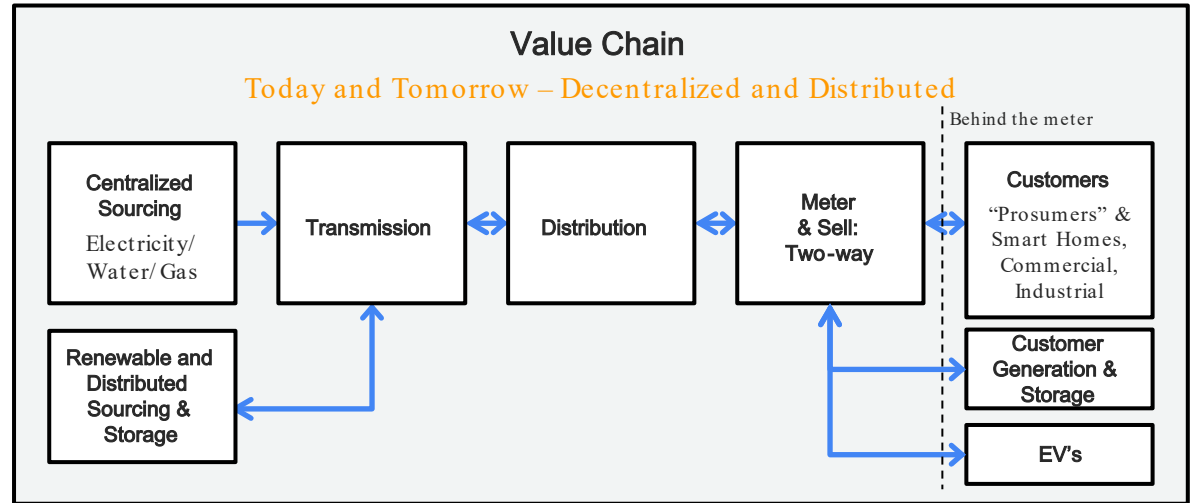 Value Chain
Today and Tomorrow – Decentralized and Distributed
Behind the meter
Centralized
Sourcing
Electricity/
Water/ Gas
Transmission
Distribution
Meter
& Sell:
Two-way
Customers
“Prosumers” &
Smart Homes,
Commercial,
Industrial
Renewable and
Distributed
Sourcing &
Storage
Customer
Generation &
Storage
EV’s